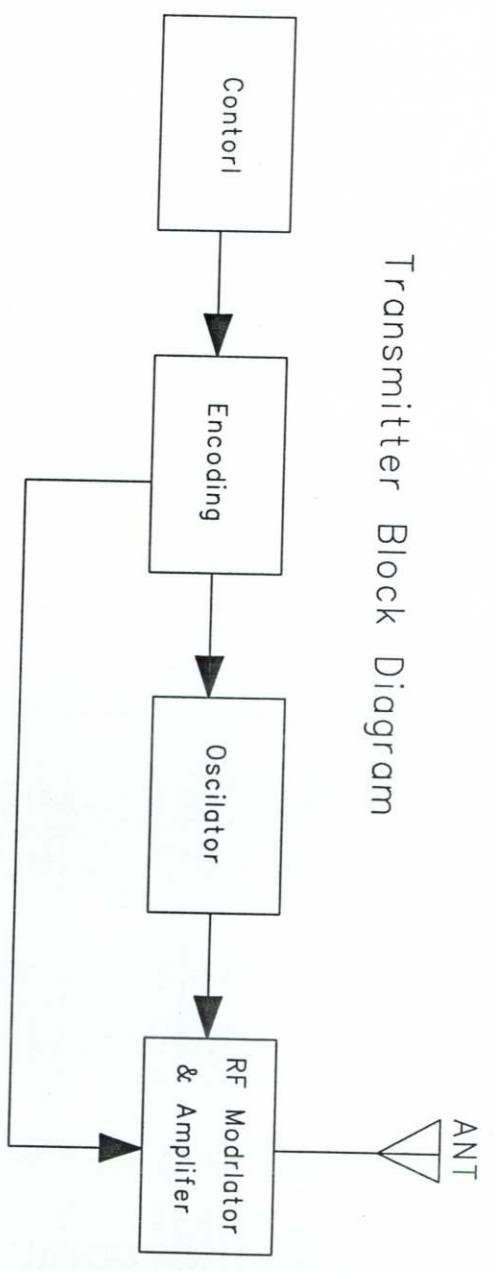 Transmitter Block Diagram
ANT
Contorl
Encoding
Oscilator
RF Modrlator
& Amplifer